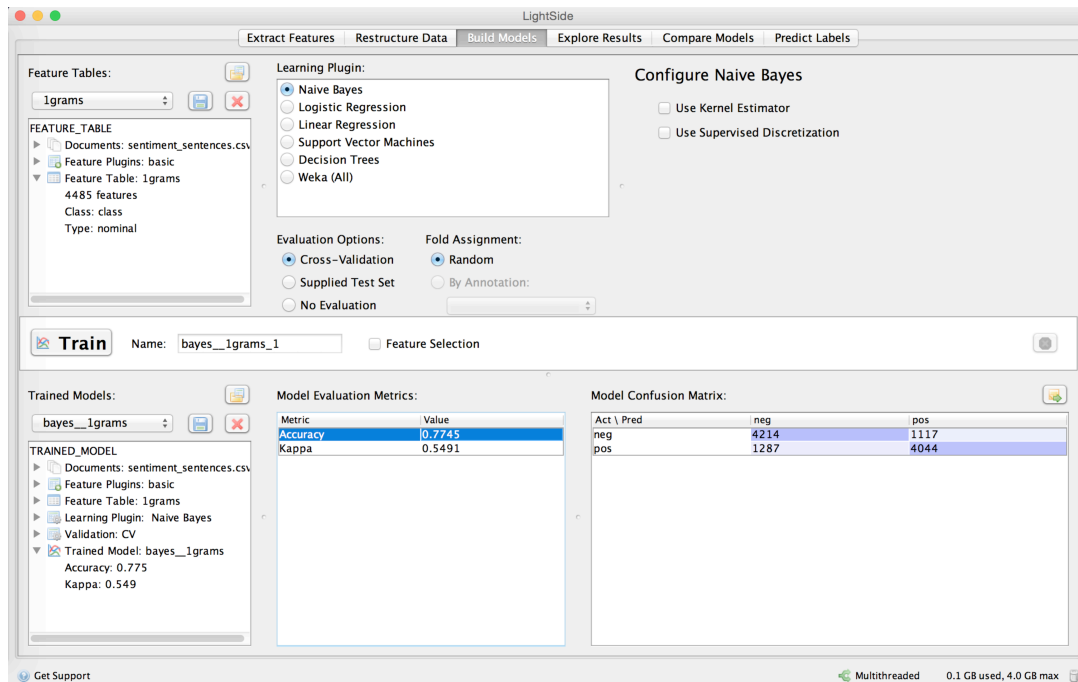 LightSide
Extract Features Restructure Data Build Models Explore Results Compare Models Predict Labels
Feature Tables:
1grams
FEATURE_TABLE
Documents: sentiment_sentences.csv
Feature Plugins: basic
Feature Table: 1grams
4485 features
Class: class
Type: nominal
Learning Plugin:
Naive Bayes
Logistic Regression
Linear Regression
Support Vector Machines
Decision Trees
Weka (All)
Evaluation Options:
Cross-Validation
Supplied Test Set
No Evaluation
Fold Assignment:
Random
By Annotation:
Configure Naive Bayes
Use Kernel Estimator
Use Supervised Discretization
Train Name: bayes__1grams_1 Feature Selection
Trained Models:
bayes__1grams
TRAINED_MODEL
Documents: sentiment_sentences.csv
Feature Plugins: basic
Feature Table: 1grams
Learning Plugin: Naive Bayes
Validation: CV
Trained Model: bayes__1grams
Accuracy: 0.775
Kappa: 0.549
Model Evaluation Metrics:
Metric Value
Accuracy 0.7745
Kappa 0.5491
Model Confusion Matrix:
Act \ Pred neg pos
neg 4214 1117
pos 1287 4044
Get Support
Multithreaded 0.1 GB used, 4.0 GB max